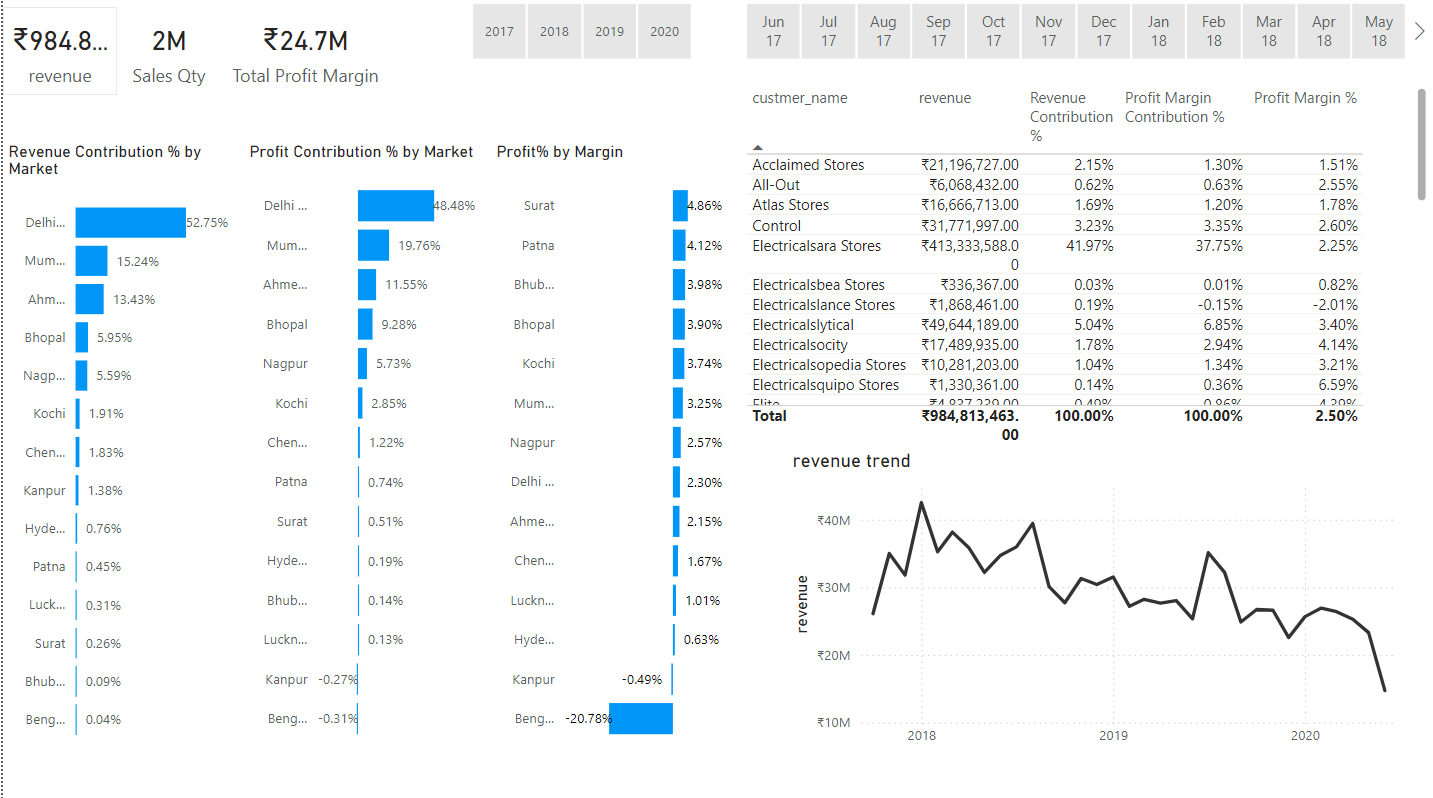 ₹984.8...
revenue
2M
Sales Qty
₹24.7M
Total Profit Margin
2017
2018
2019
2020
Jun
17
Jul
17
Aug
17
Sep
17
Oct
17
Nov
17
Dec
17
Jan
18
Feb
18
Mar
18
Apr
18
May
18
Revenue Contribution % by
Market
Delhi... 52.75%
Mum... 15.24%
Ahm... 13.43%
Bhopal 5.95%
Nagp... 5.59%
Kochi 1.91%
Chen... 1.83%
Kanpur 1.38%
Hyde... 0.76%
Patna 0.45%
Luck... 0.31%
Surat 0.26%
Bhub... 0.09%
Beng... 0.04%
Profit Contribution % by Market
Delhi ... 48.48%
Mum... 19.76%
Ahme... 11.55%
Bhopal 9.28%
Nagpur 5.73%
Kochi 2.85%
Chen... 1.22%
Patna 0.74%
Surat 0.51%
Hyde... 0.19%
Bhub... 0.14%
Luckn... 0.13%
Kanpur -0.27%
Beng... -0.31%
Profit% by Margin
Surat 4.86%
Patna 4.12%
Bhub... 3.98%
Bhopal 3.90%
Kochi 3.74%
Mum... 3.25%
Nagpur 2.57%
Delhi ... 2.30%
Ahme... 2.15%
Chen... 1.67%
Luckn... 1.01%
Hyde... 0.63%
Kanpur -0.49%
Beng... -20.78%
custmer_name revenue Revenue Profit Margin Profit Margin %
Contribution Contribution %
%
Acclaimed Stores ₹21,196,727.00 2.15% 1.30% 1.51%
All-Out ₹6,068,432.00 0.62% 0.63% 2.55%
Atlas Stores ₹16,666,713.00 1.69% 1.20% 1.78%
Control ₹31,771,997.00 3.23% 3.35% 2.60%
Electricalsara Stores ₹413,333,588.0 41.97% 37.75% 2.25%
0
Electricalsbea Stores ₹336,367.00 0.03% 0.01% 0.82%
Electricalslance Stores ₹1,868,461.00 0.19% -0.15% -2.01%
Electricalslytical ₹49,644,189.00 5.04% 6.85% 3.40%
Electricalsocity ₹17,489,935.00 1.78% 2.94% 4.14%
Electricalsopedia Stores ₹10,281,203.00 1.04% 1.34% 3.21%
Electricalsquipo Stores ₹1,330,361.00 0.14% 0.36% 6.59%
Elite
Total ₹984,813,463. 100.00% 100.00% 2.50%
00
revenue trend
revenue
₹40M
₹30M
₹20M
₹10M
2018
2019
2020